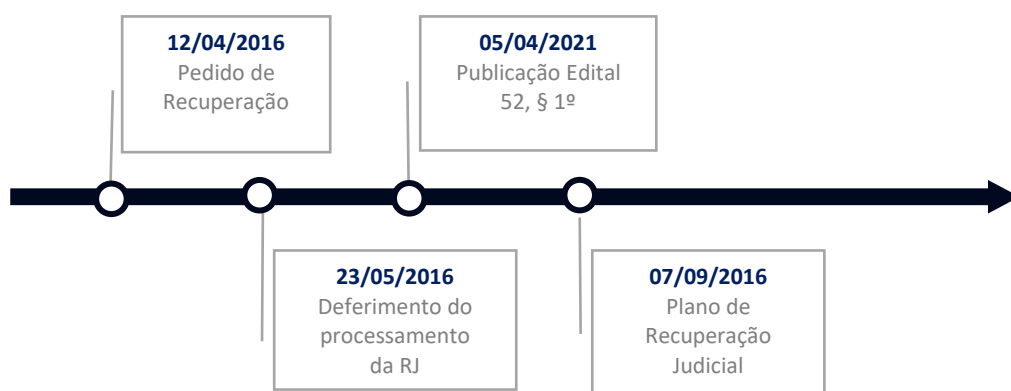 12/04/2016
Pedido de
Recuperação
05/04/2021
Publicação Edital
52, § 1º
23/05/2016
Deferimento do
processamento
da RJ
07/09/2016
Plano de
Recuperação
Judicial